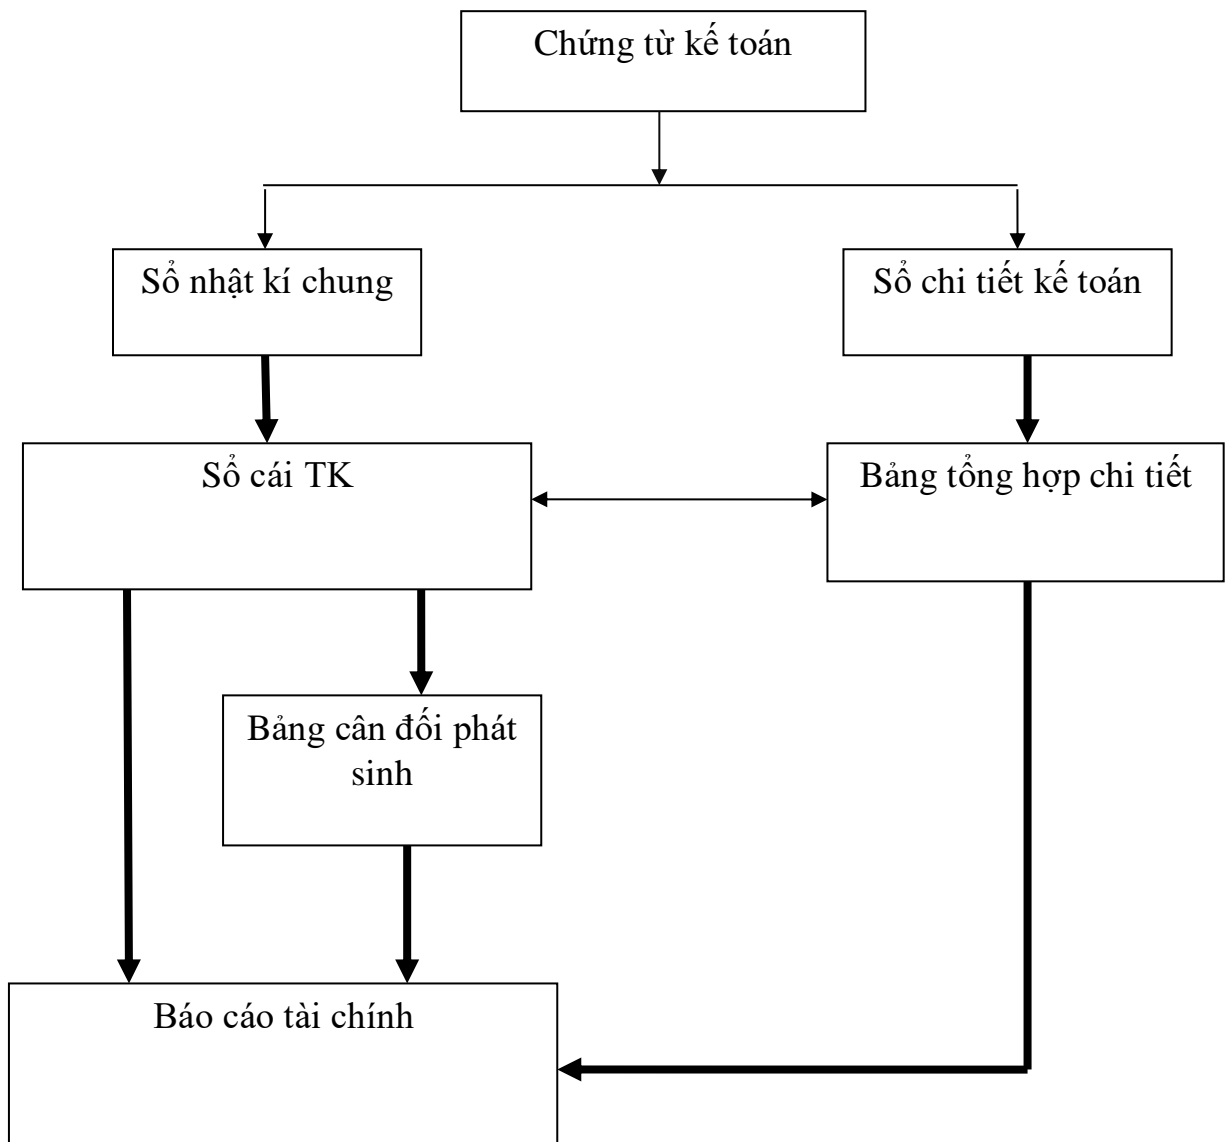 Chứng từ kế toán
Sổ nhật kí chung
Sổ chi tiết kế toán
Sổ cái TK
Bảng tổng hợp chi tiết
Bảng cân đối phát
sinh
Báo cáo tài chính